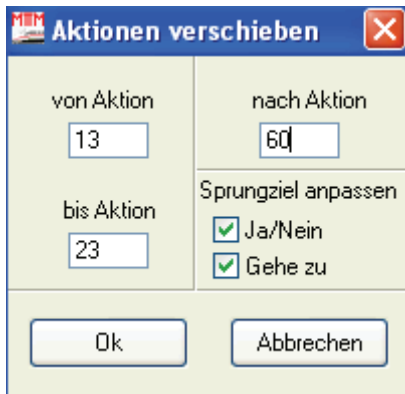 MM Aktionen verschieben
von Aktion
13
bis Aktion
23
nach Aktion
60
Sprungziel anpassen
Ja/Nein
Gehe zu
Ok
Abbrechen